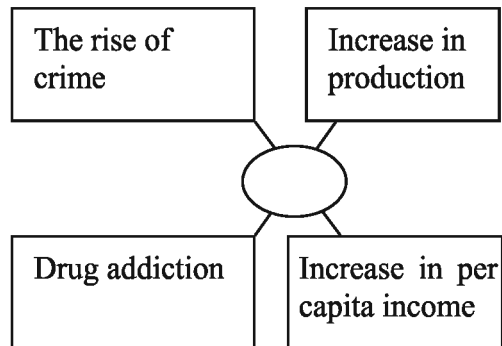 The rise of
crime
Increase in
production
Drug addiction
Increase in per
capita income